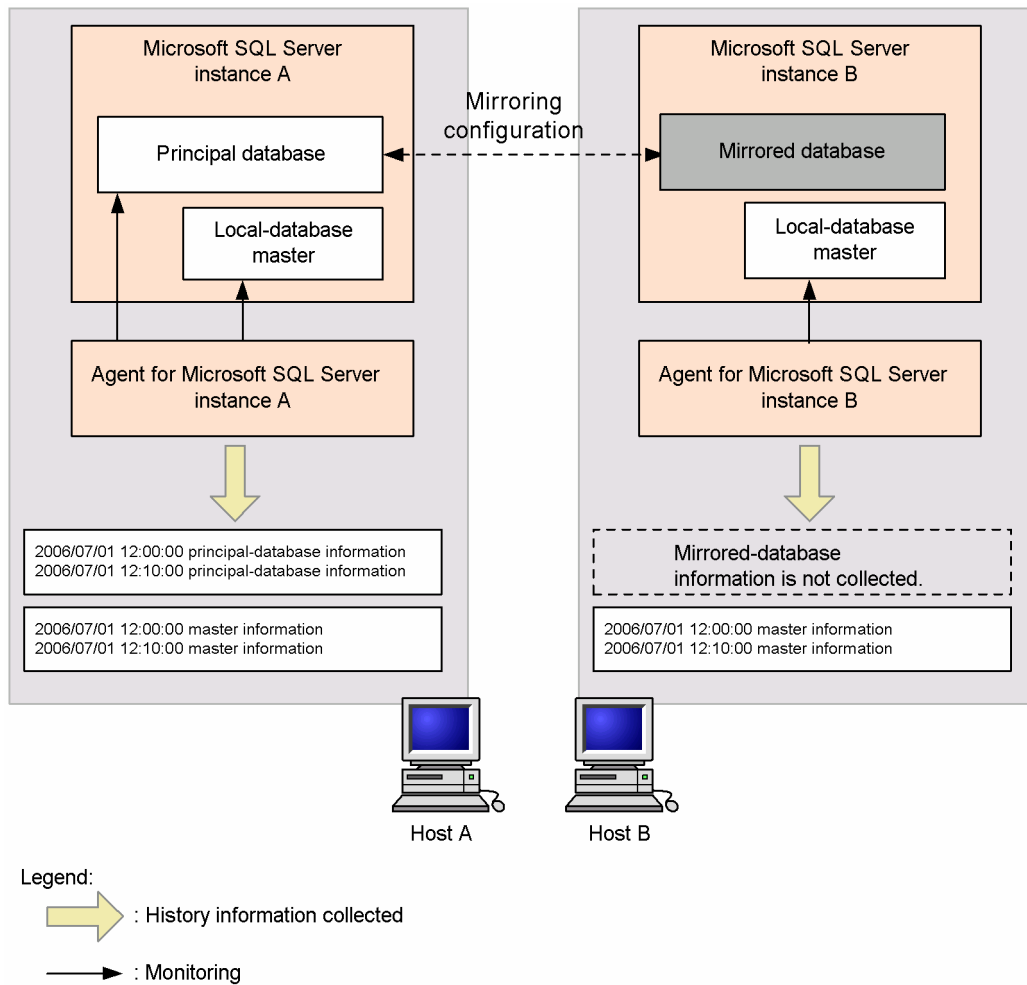 Microsoft SQL Server
instance A
Principal database
Local-database
master
Agent for Microsoft SQL Server
instance A
2006/07/01 12:00:00 principal-database information
2006/07/01 12:10:00 principal-database information
2006/07/01 12:00:00 master information
2006/07/01 12:10:00 master information
Host A
Mirroring
configuration
Microsoft SQL Server
instance B
Mirrored database
Local-database
master
Agent for Microsoft SQL Server
instance B
Mirrored-database
information is not collected.
2006/07/01 12:00:00 master information
2006/07/01 12:10:00 master information
Host B
Legend:
: History information collected
: Monitoring